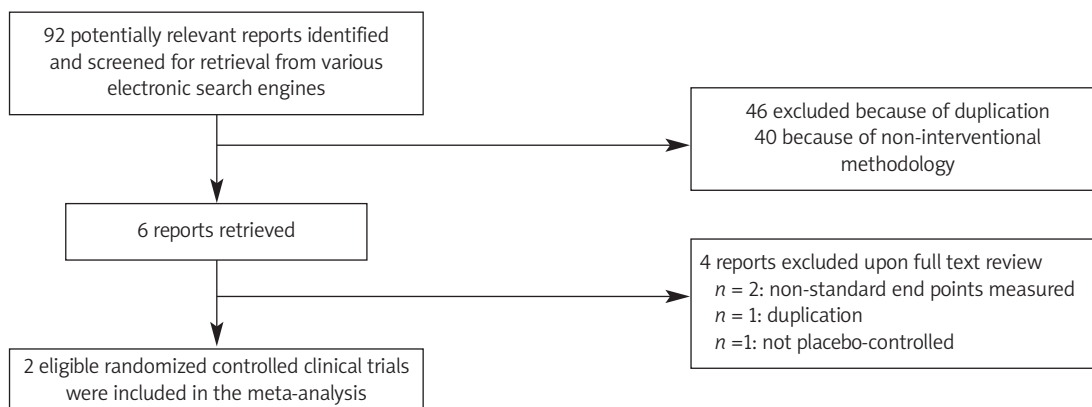 92 potentially relevant reports identified
and screened for retrieval from various
electronic search engines
46 excluded because of duplication
40 because of non-interventional
methodology
6 reports retrieved
4 reports excluded upon full text review
n = 2: non-standard end points measured
n = 1: duplication
n =1: not placebo-controlled
2 eligible randomized controlled clinical trials
were included in the meta-analysis